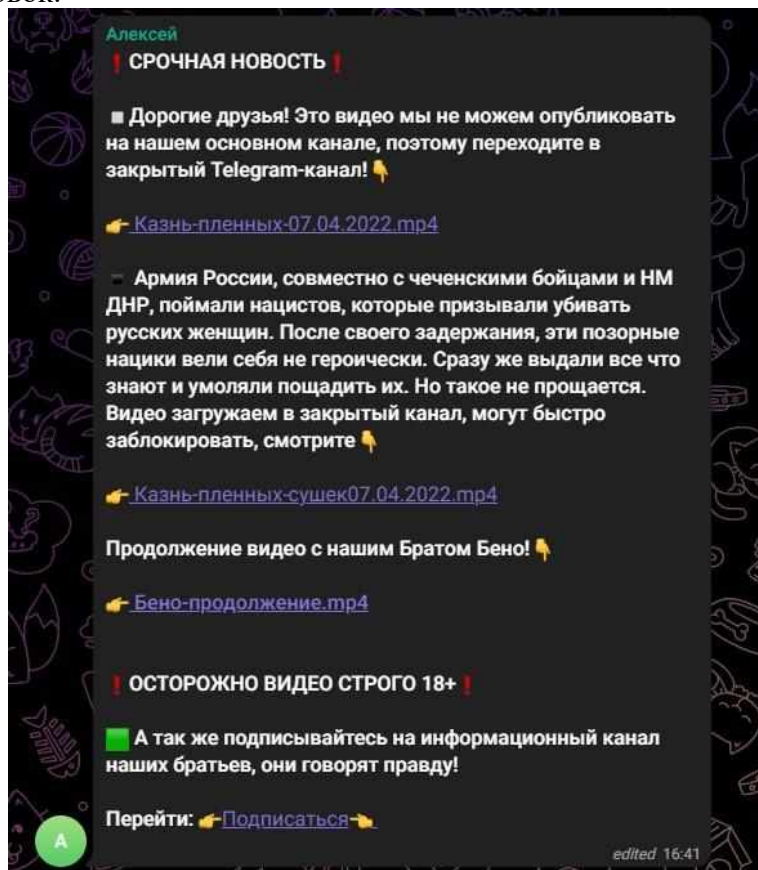 Алексей
❗СРОЧНАЯ НОВОСТЬ❗
◽Дорогие друзья! Это видео мы не можем опубликовать
на нашем основном канале, поэтому переходите в
закрытый Telegram-канал!👇
👉 Казнь-пленных-07.04.2022.mp4
◾ Армия России, совместно с чеченскими бойцами и НМ
ДНР, поймали нацистов, которые призывали убивать
русских женщин. После своего задержания, эти позорные
нацики вели себя не героически. Сразу же выдали все что
знают и умоляли пощадить их. Но такое не прощается.
Видео загружаем в закрытый канал, могут быстро
заблокировать, смотрите👇
👉 Казнь-пленных-сушек07.04.2022.mp4
Продолжение видео с нашим Братом Бено!👇
👉 Бено-продолжение.mp4
❗ОСТОРОЖНО ВИДЕО СТРОГО 18+❗
🟩 А так же подписывайтесь на информационный канал
наших братьев, они говорят правду!
Перейти: 👉Подписаться👈
А
edited 16:41